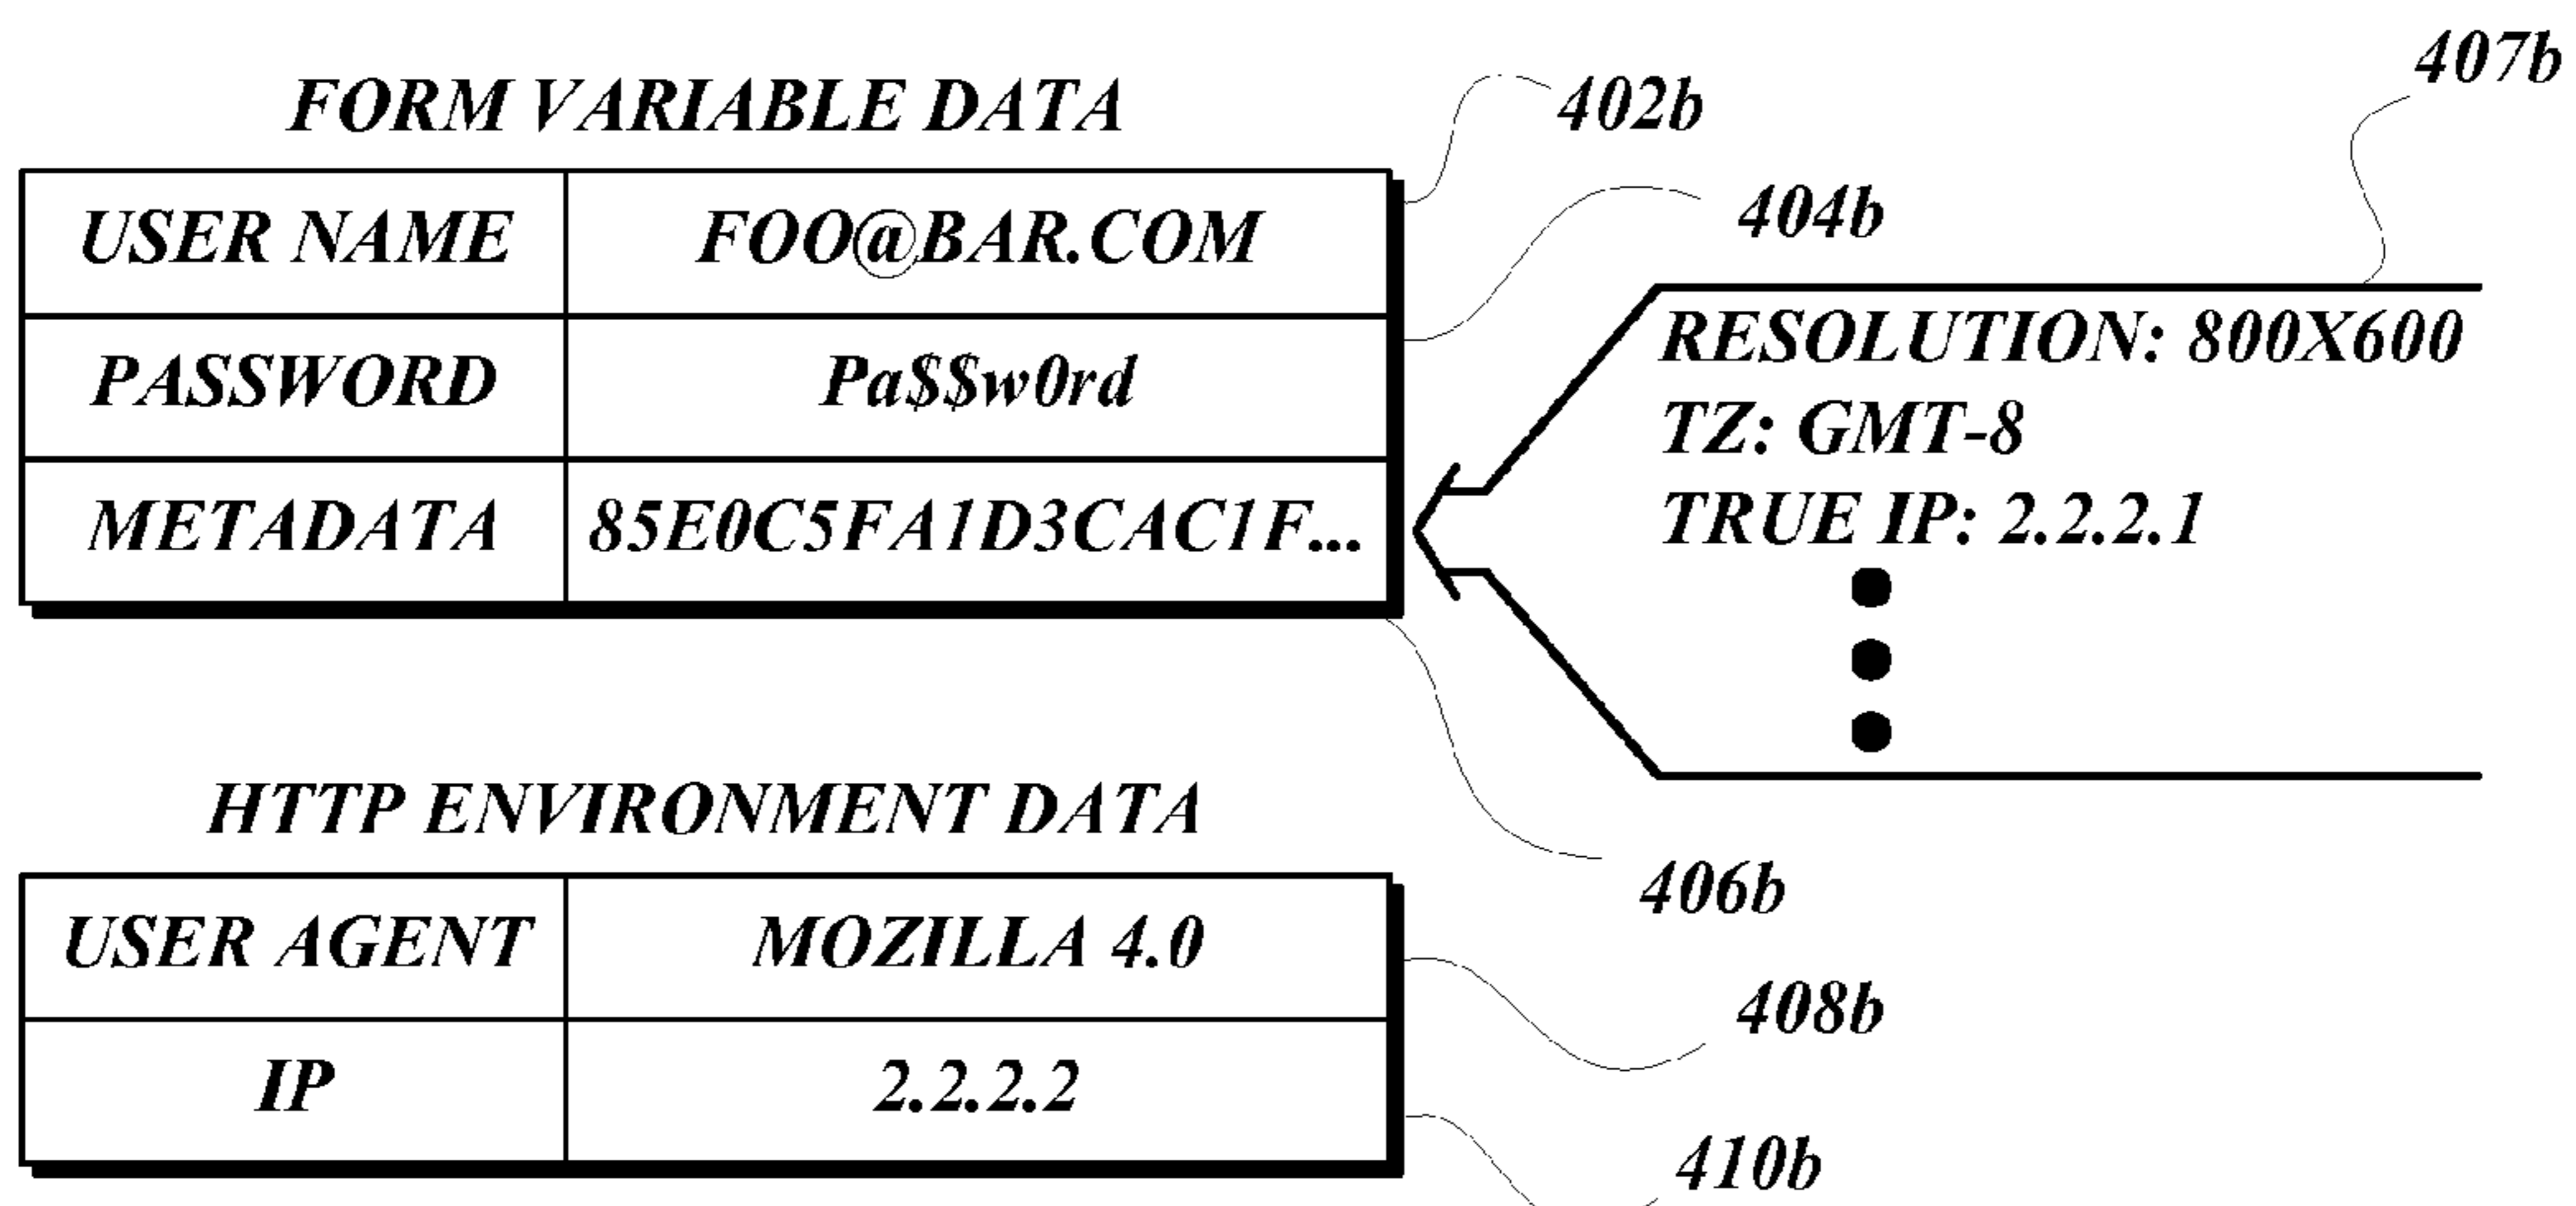 407b
FORM VARIABLE DATA
402b
USER NAME FOO@BAR.COM
404b
PASSWORD Pa$$w0rd
RESOLUTION: 800X600
TZ: GMT-8
METADATA 85E0C5FA1D3CAC1F...
TRUE IP: 2.2.2.1
HTTP ENVIRONMENT DATA
406b
USER AGENT MOZILLA 4.0
408b
IP 2.2.2.2
410b